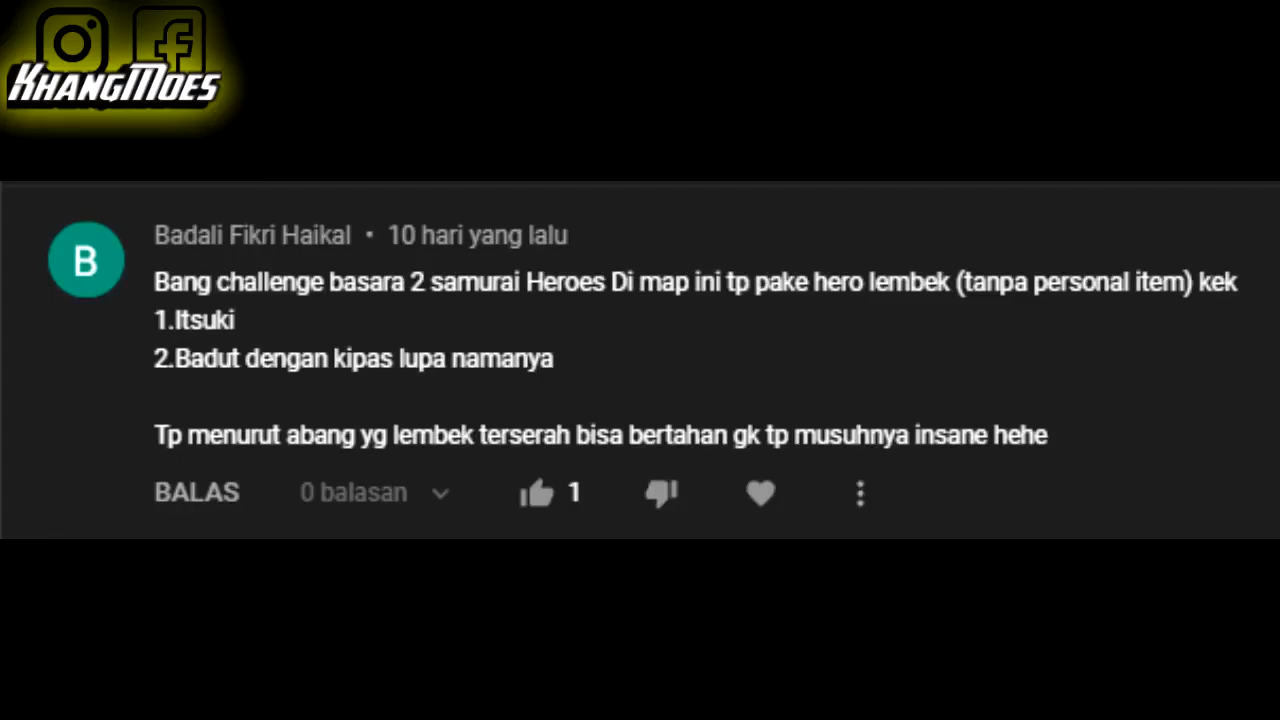 KHANGMOES
Badali Fikri Haikal • 10 hari yang lalu
Bang challenge basara 2 samurai Heroes Di map ini tp pake hero lembek (tanpa personal item) kek
1.Itsuki
2.Badut dengan kipas lupa namanya
Tp menurut abang yg lembek terserah bisa bertahan gk tp musuhnya insane hehe
BALAS 0 balasan 1